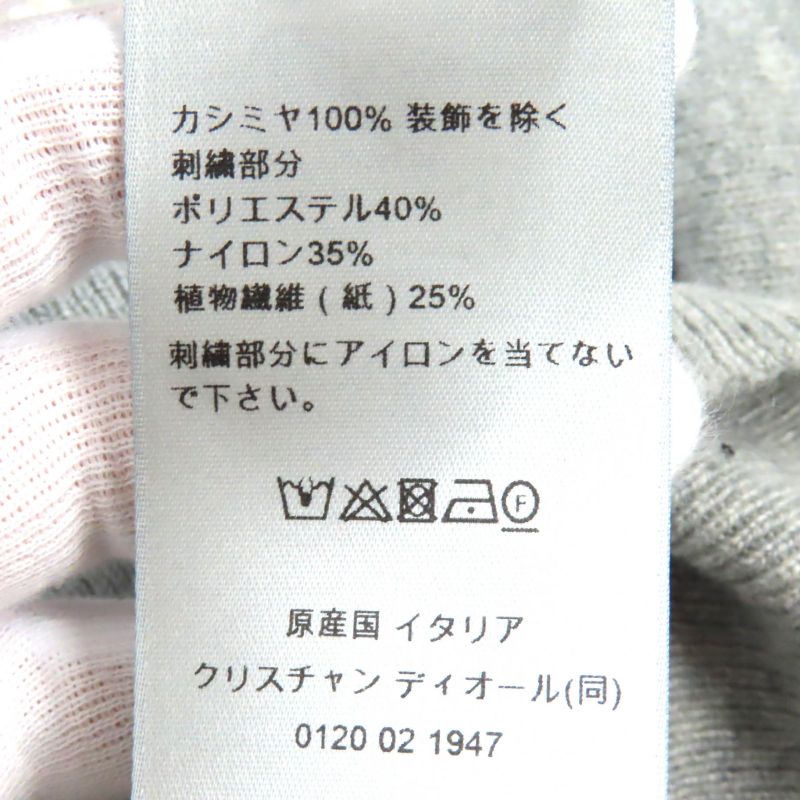 カシミヤ100% 装飾を除く
刺繍部分
ポリエステル40%
ナイロン35%
植物繊維 ( 紙 ) 25%
刺繍部分にアイロンを当てない
で下さい。
F
原産国 イタリア
クリスチャン ディオール(同)
0120 02 1947